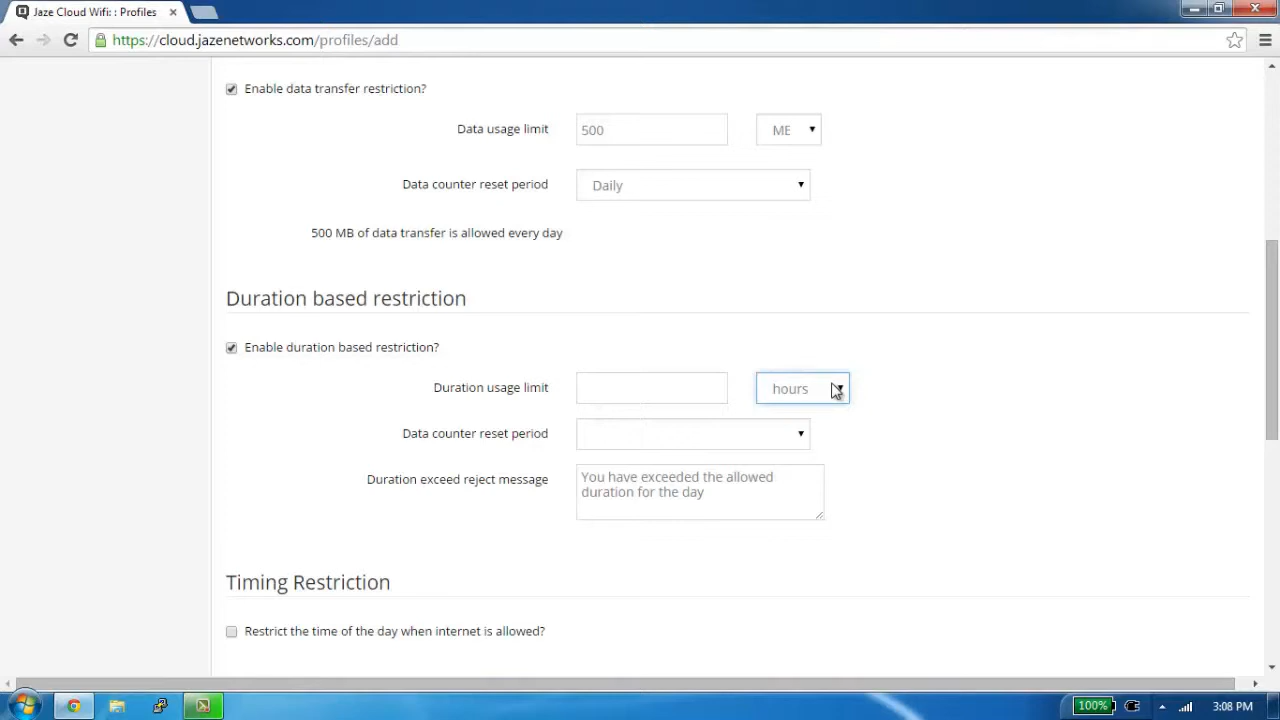 Jaze Cloud Wifi: : Profiles
https://cloud.jazenetworks.com/profiles/add
Enable data transfer restriction?
Data usage limit
500
ME
Data counter reset period
Daily
500 MB of data transfer is allowed every day
Duration based restriction
Enable duration based restriction?
Duration usage limit
hours
Data counter reset period
Duration exceed reject message
You have exceeded the allowed
duration for the day
Timing Restriction
Restrict the time of the day when internet is allowed?
100%
3:08 PM